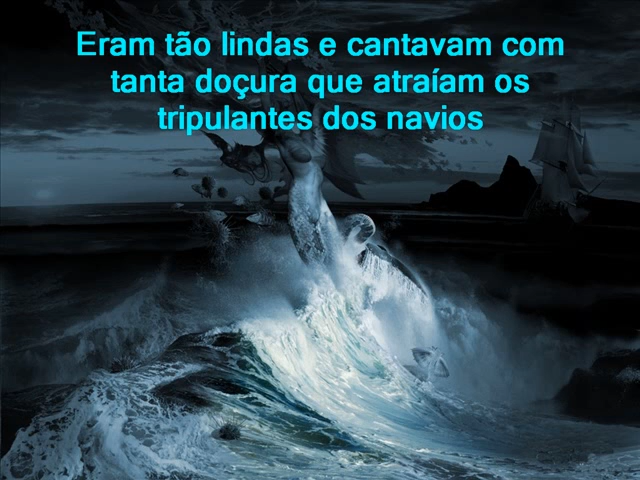 Eram tão lindas e cantavam com
tanta doçura que atraíam os
tripulantes dos navios